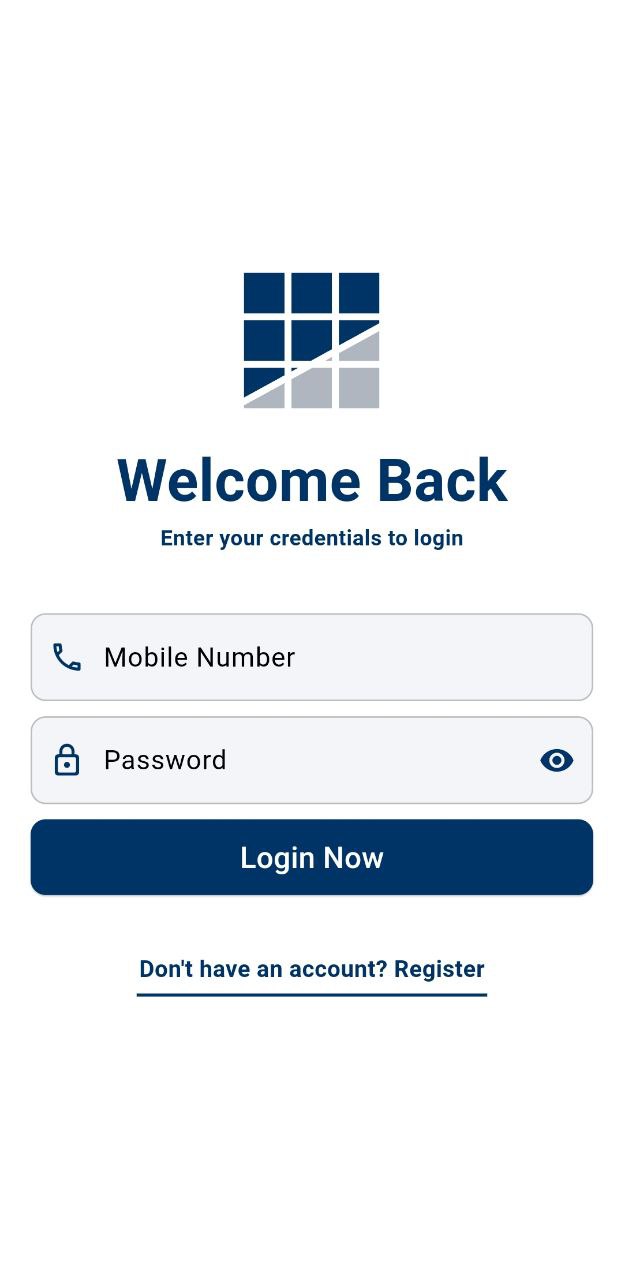 Welcome Back
Enter your credentials to login
Mobile Number
Password
Login Now
Don't have an account? Register